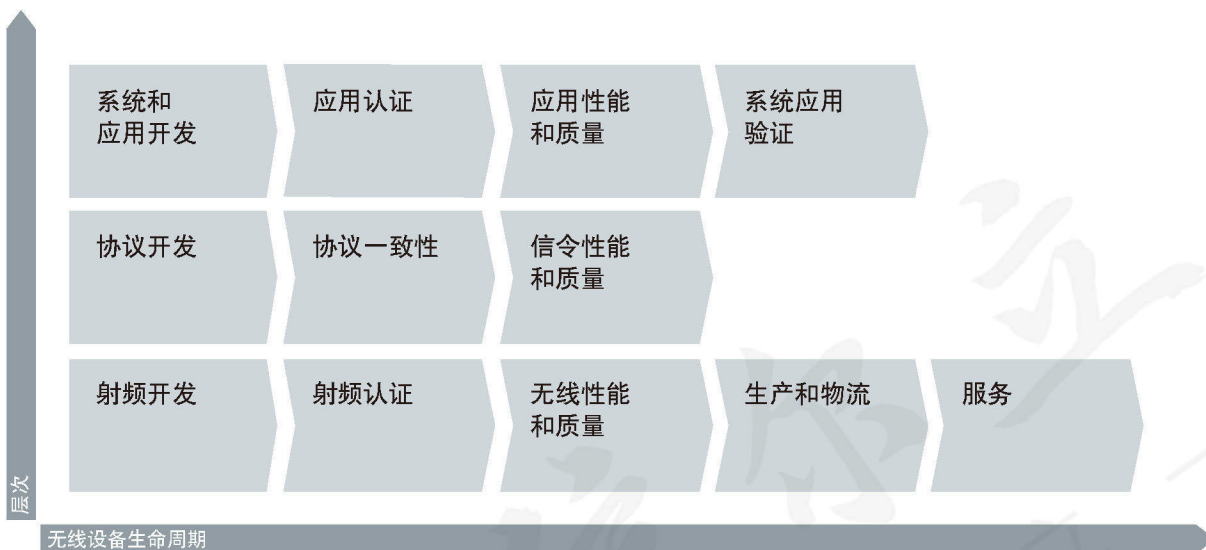 系统和
应用开发
应用认证
应用性能
和质量
系统应用
验证
协议开发
协议一致性
信令性能
和质量
射频开发
射频认证
无线性能
和质量
生产和物流
服务
层次
无线设备生命周期